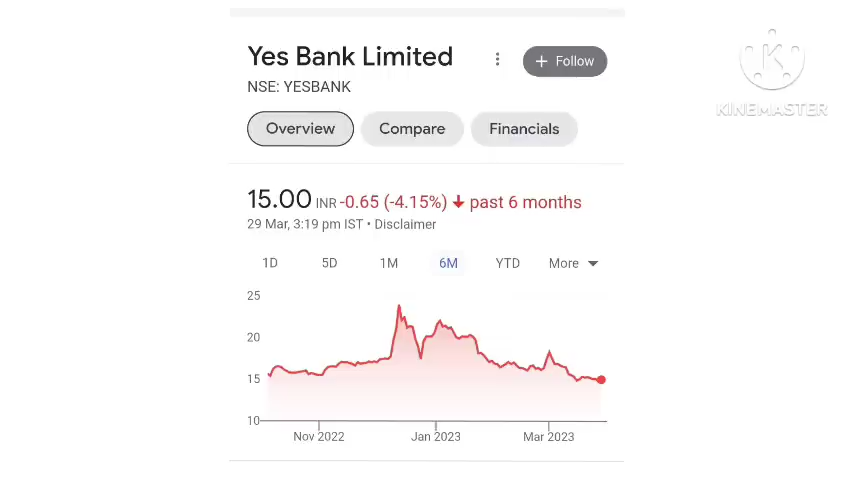 Yes Bank Limited
+ Follow
NSE: YESBANK
Overview
Compare
Financials
15.00 INR -0.65 (-4.15%) past 6 months
29 Mar, 3:19 pm IST • Disclaimer
1D 5D 1M 6M YTD More
25
20
15
10
Nov 2022 Jan 2023 Mar 2023
K
KINEMASTER